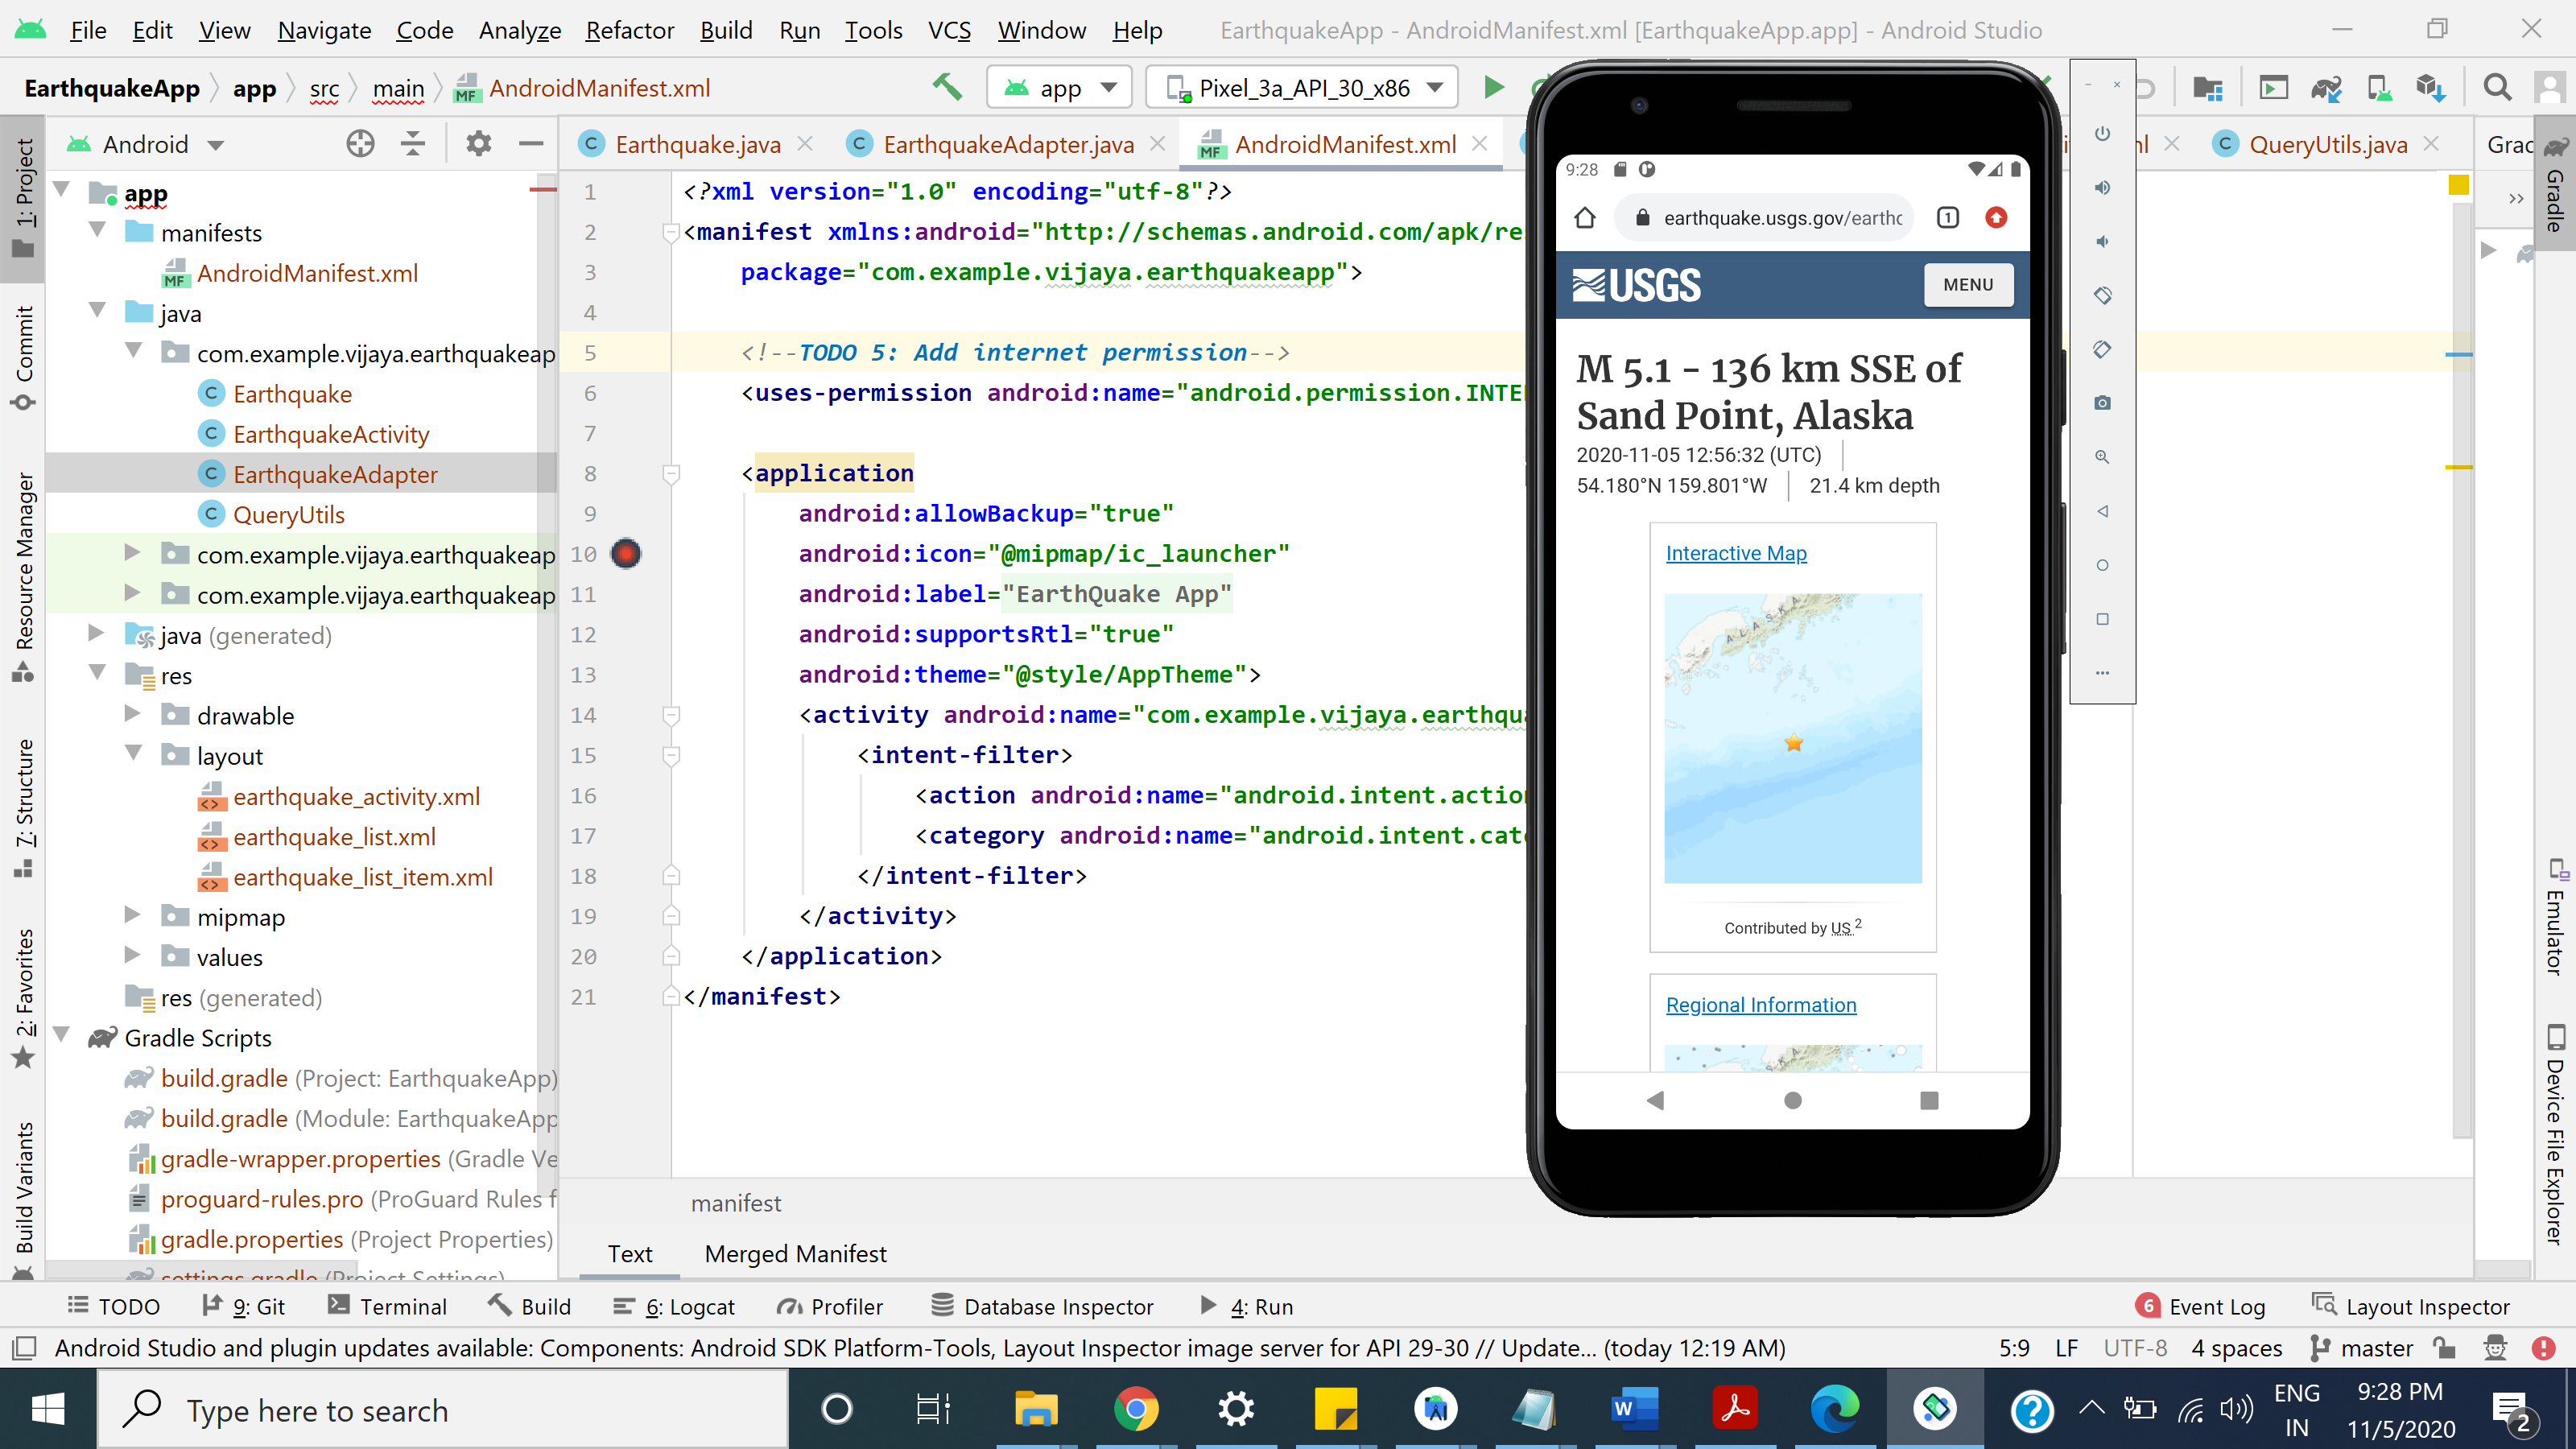 File Edit View Navigate Code Analyze Refactor Build Run Tools VCS Window Help EarthquakeApp - AndroidManifest.xml [EarthquakeApp.app] - Android Studio
EarthquakeApp app src main AndroidManifest.xml app Pixel_3a_API_30_x86
1: Project
Commit
Resource Manager
7: Structure
2: Favorites
Build Variants
Android
app
manifests
AndroidManifest.xml
java
com.example.vijaya.earthquakeap
Earthquake
EarthquakeActivity
EarthquakeAdapter
QueryUtils
com.example.vijaya.earthquakeap
com.example.vijaya.earthquakeap
java (generated)
res
drawable
layout
earthquake_activity.xml
earthquake_list.xml
earthquake_list_item.xml
mipmap
values
res (generated)
Gradle Scripts
build.gradle (Project: EarthquakeApp)
build.gradle (Module: EarthquakeApp
gradle-wrapper.properties (Gradle Ve
proguard-rules.pro (ProGuard Rules f
gradle.properties (Project Properties)
settings.gradle (Project Settings)
Earthquake.java EarthquakeAdapter.java AndroidManifest.xml QueryUtils.java
1 <?xml version="1.0" encoding="utf-8"?>
2 <manifest xmlns:android="http://schemas.android.com/apk/re
3 package="com.example.vijaya.earthquakeapp">
4
5 <!--TODO 5: Add internet permission-->
6 <uses-permission android:name="android.permission.INTE
7
8 <application
9 android:allowBackup="true"
10 android:icon="@mipmap/ic_launcher"
11 android:label="EarthQuake App"
12 android:supportsRtl="true"
13 android:theme="@style/AppTheme">
14 <activity android:name="com.example.vijaya.earthqua
15 <intent-filter>
16 <action android:name="android.intent.action
17 <category android:name="android.intent.cate
18 </intent-filter>
19 </activity>
20 </application>
21 </manifest>
manifest
Text Merged Manifest
9:28
earthquake.usgs.gov/earthq
1
USGS
MENU
M 5.1 - 136 km SSE of
Sand Point, Alaska
2020-11-05 12:56:32 (UTC)
54.180°N 159.801°W 21.4 km depth
Interactive Map
ALASKA
Contributed by US 2
Regional Information
Grad
Gradle
Emulator
Device File Explorer
TODO 9: Git Terminal Build 6: Logcat Profiler Database Inspector 4: Run 6 Event Log Layout Inspector
Android Studio and plugin updates available: Components: Android SDK Platform-Tools, Layout Inspector image server for API 29-30 // Update... (today 12:19 AM) 5:9 LF UTF-8 4 spaces master
Type here to search
ENG
IN
9:28 PM
11/5/2020
2